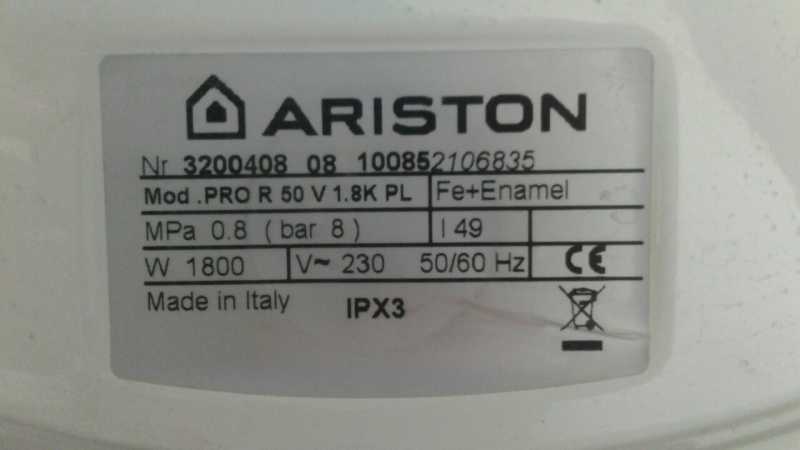 ARISTON
Nr 3200408 08 100852106835
Mod .PRO R 50 V 1.8K PL Fe+Enamel
MPa 0.8 ( bar 8 ) l 49
W 1800 V~ 230 50/60 Hz CE
Made in Italy IPX3